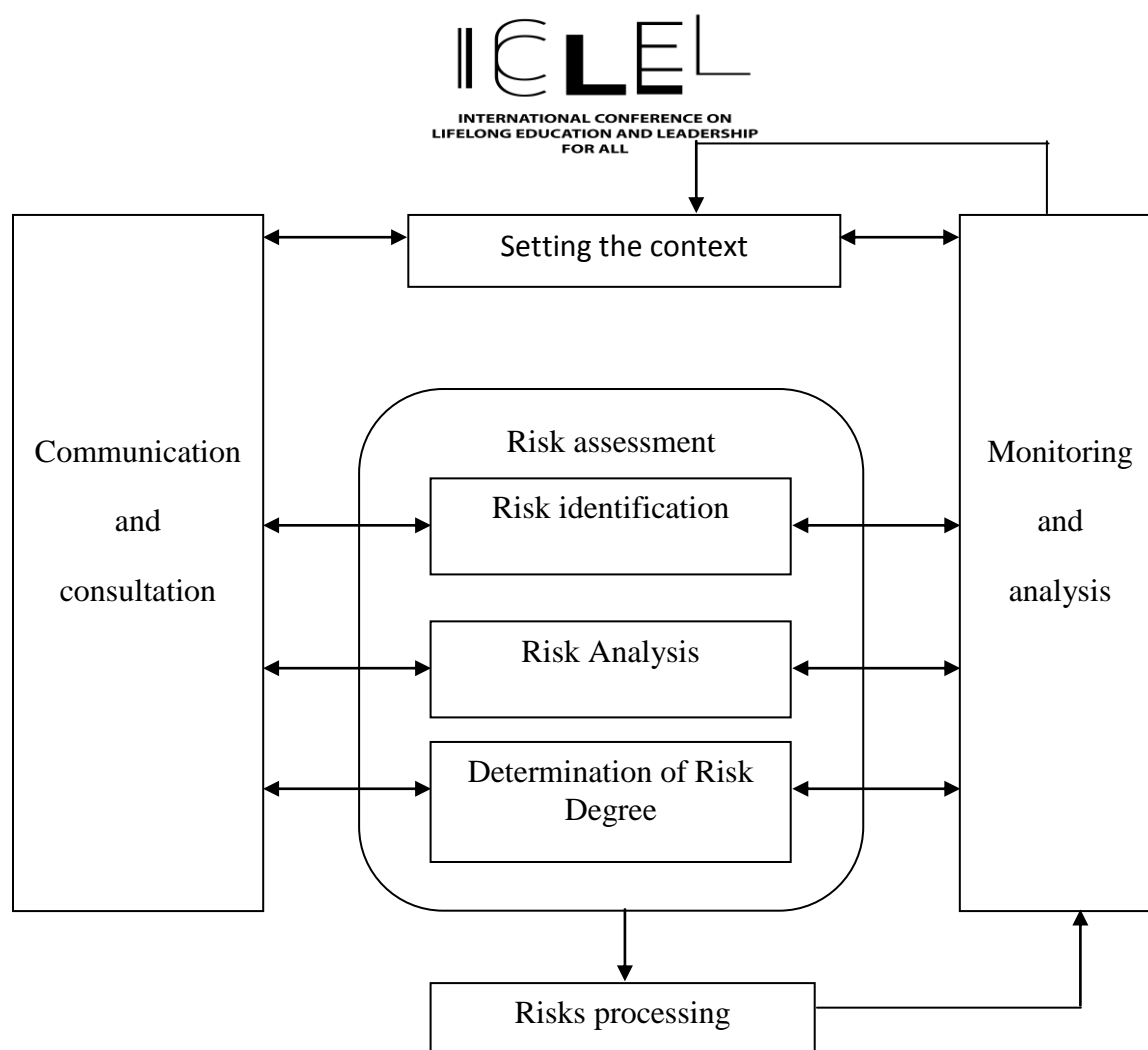 ICLEL
INTERNATIONAL CONFERENCE ON
LIFELONG EDUCATION AND LEADERSHIP
FOR ALL
Setting the context
Communication
and
consultation
Risk assessment
Risk identification
Risk Analysis
Determination of Risk
Degree
Monitoring
and
analysis
Risks processing